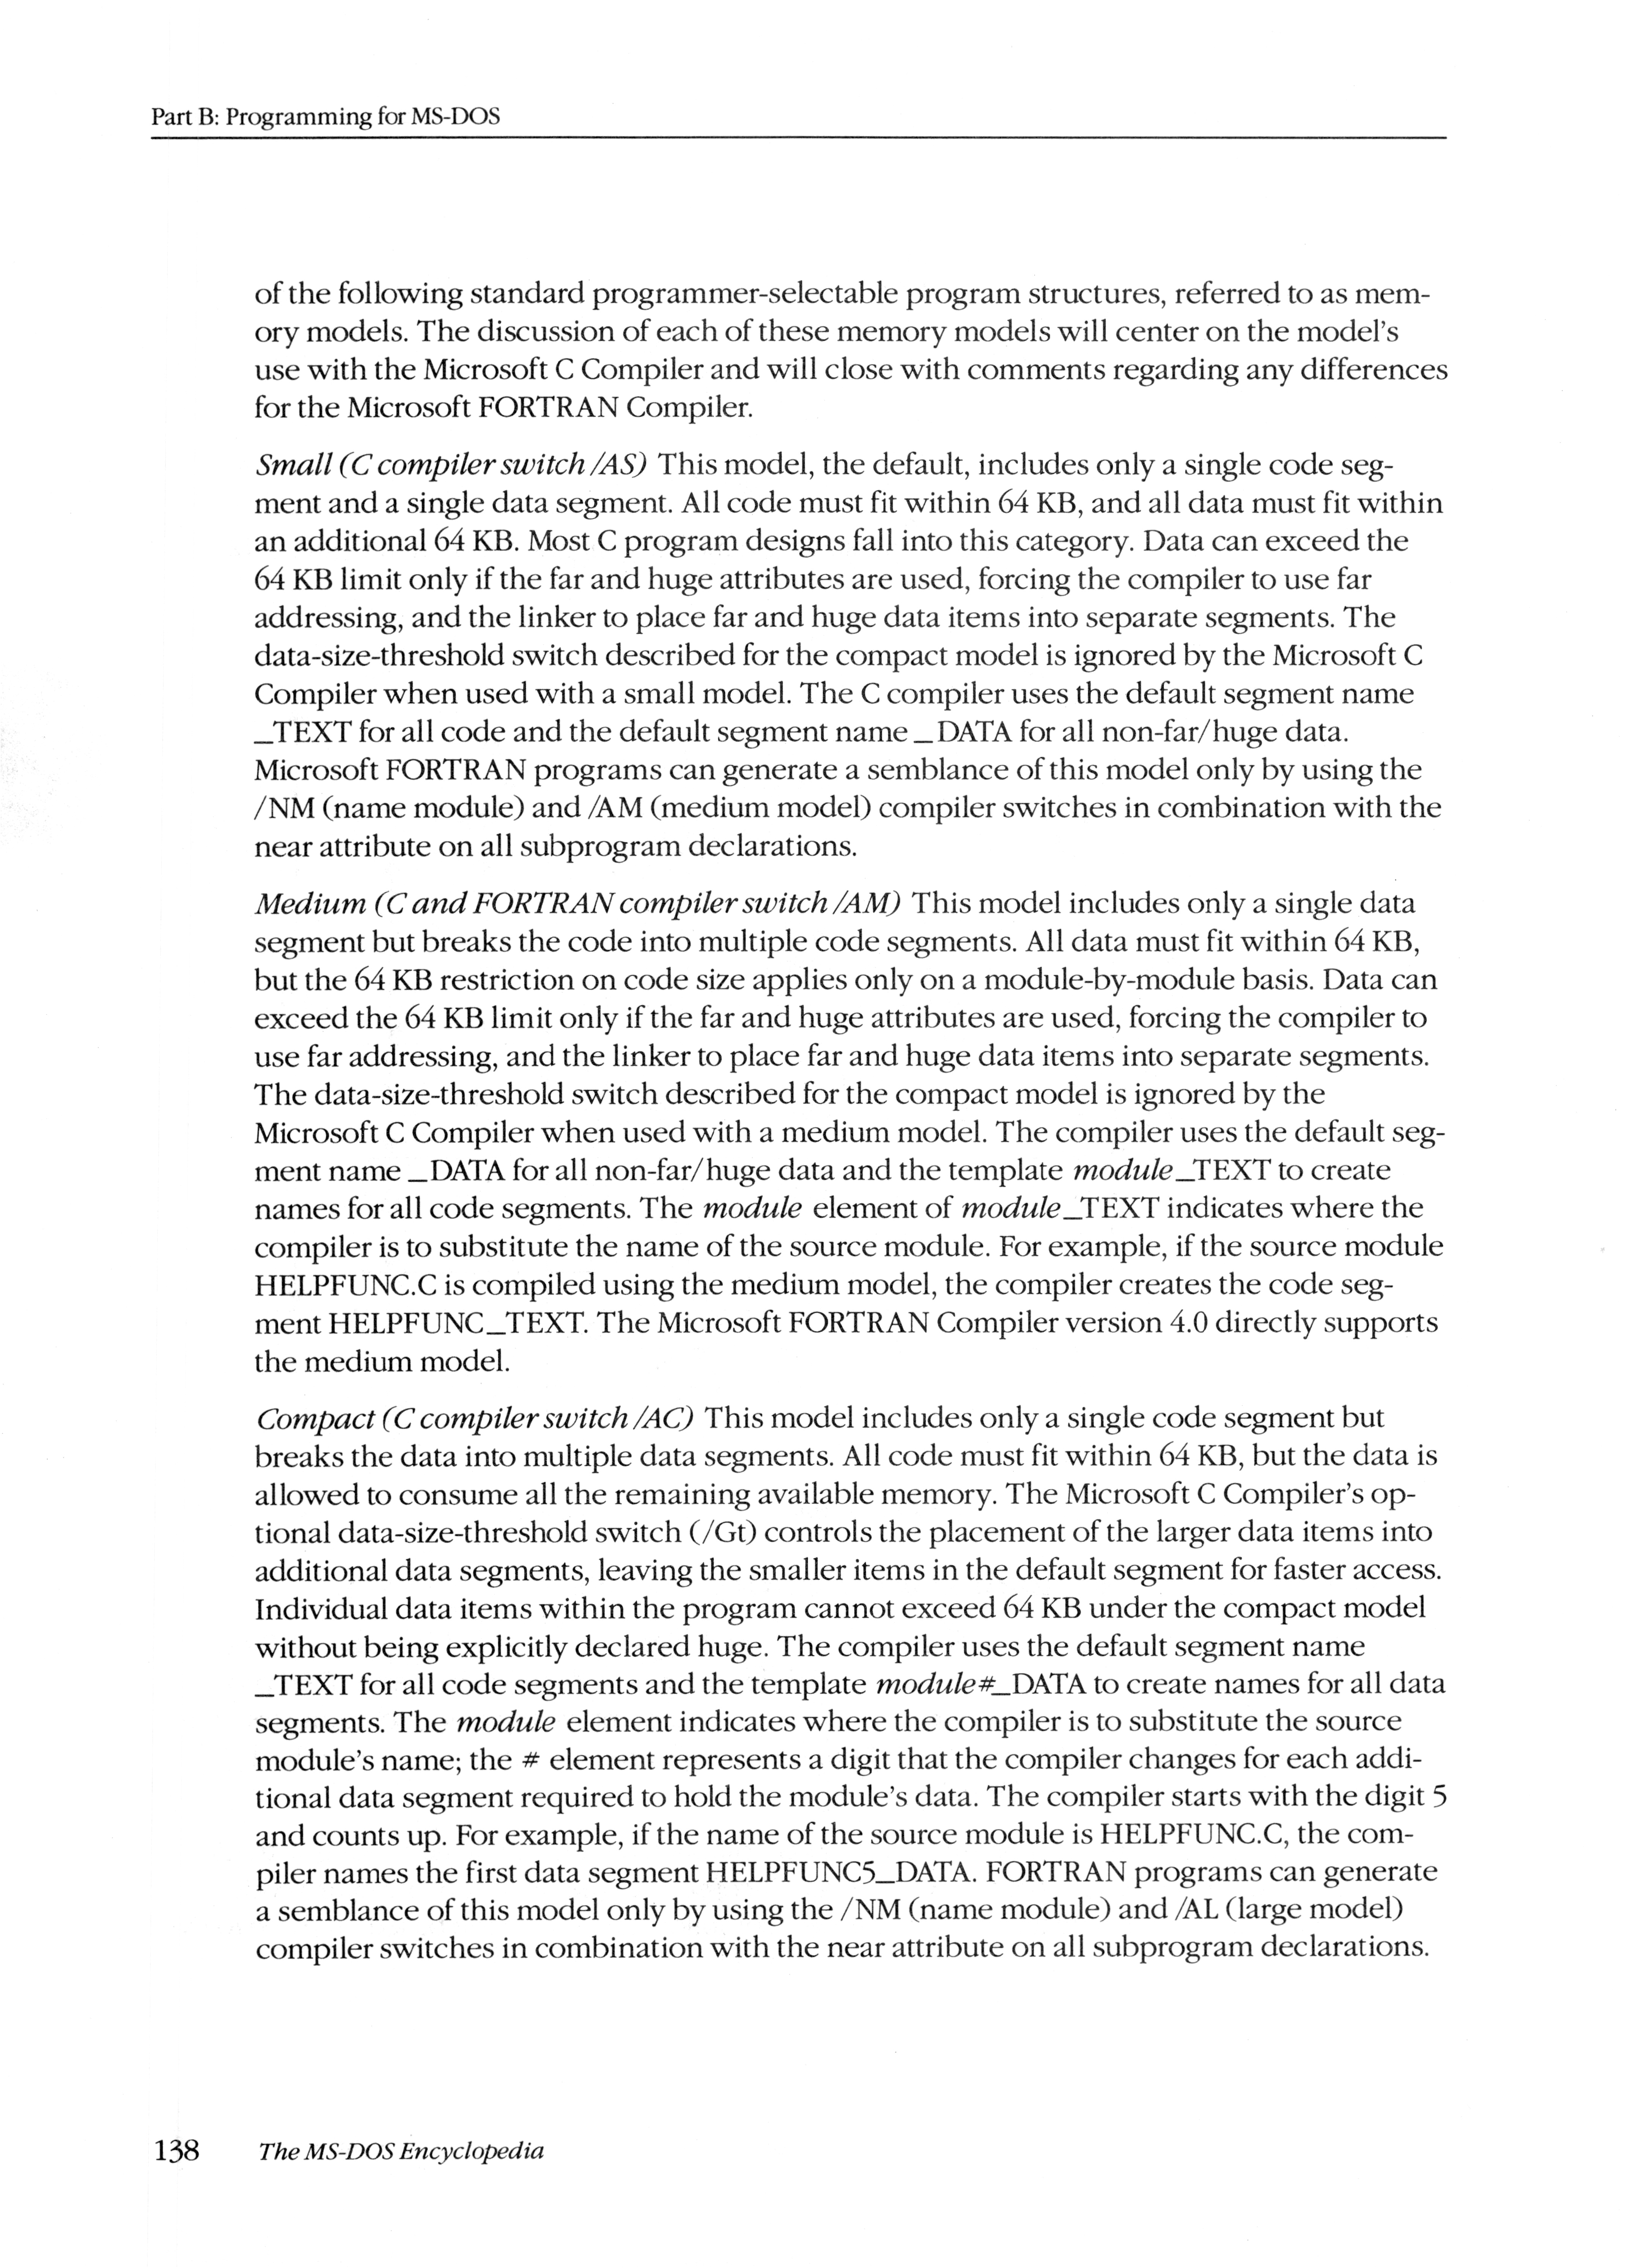 Part B: Programming for MS-DOS
of the following standard programmer-selectable program structures, referred to as mem-
ory models. The discussion of each of these memory models will center on the model's
use with the Microsoft C Compiler and will close with comments regarding any differences
for the Microsoft FORTRAN Compiler.
Small (C compiler switch /AS) This model, the default, includes only a single code seg-
ment and a single data segment. All code must fit within 64 KB, and all data must fit within
an additional 64 KB. Most C program designs fall into this category. Data can exceed the
64 KB limit only if the far and huge attributes are used, forcing the compiler to use far
addressing, and the linker to place far and huge data items into separate segments. The
data-size-threshold switch described for the compact model is ignored by the Microsoft C
Compiler when used with a small model. The C compiler uses the default segment name
_TEXT for all code and the default segment name _DATA for all non-far/huge data.
Microsoft FORTRAN programs can generate a semblance of this model only by using the
/NM (name module) and /AM (medium model) compiler switches in combination with the
near attribute on all subprogram declarations.
Medium (C and FORTRAN compiler switch /AM) This model includes only a single data
segment but breaks the code into multiple code segments. All data must fit within 64 KB,
but the 64 KB restriction on code size applies only on a module-by-module basis. Data can
exceed the 64 KB limit only if the far and huge attributes are used, forcing the compiler to
use far addressing, and the linker to place far and huge data items into separate segments.
The data-size-threshold switch described for the compact model is ignored by the
Microsoft C Compiler when used with a medium model. The compiler uses the default seg-
ment name _DATA for all non-far/huge data and the template module_TEXT to create
names for all code segments. The module element of module_TEXT indicates where the
compiler is to substitute the name of the source module. For example, if the source module
HELPFUNC.C is compiled using the medium model, the compiler creates the code seg-
ment HELPFUNC_TEXT. The Microsoft FORTRAN Compiler version 4.0 directly supports
the medium model.
Compact (C compiler switch /AC) This model includes only a single code segment but
breaks the data into multiple data segments. All code must fit within 64 KB, but the data is
allowed to consume all the remaining available memory. The Microsoft C Compiler's op-
tional data-size-threshold switch (/Gt) controls the placement of the larger data items into
additional data segments, leaving the smaller items in the default segment for faster access.
Individual data items within the program cannot exceed 64 KB under the compact model
without being explicitly declared huge. The compiler uses the default segment name
_TEXT for all code segments and the template module#_DATA to create names for all data
segments. The module element indicates where the compiler is to substitute the source
module's name; the # element represents a digit that the compiler changes for each addi-
tional data segment required to hold the module's data. The compiler starts with the digit 5
and counts up. For example, if the name of the source module is HELPFUNC.C, the com-
piler names the first data segment HELPFUNC5_DATA. FORTRAN programs can generate
a semblance of this model only by using the /NM (name module) and /AL (large model)
compiler switches in combination with the near attribute on all subprogram declarations.
138 The MS-DOS Encyclopedia